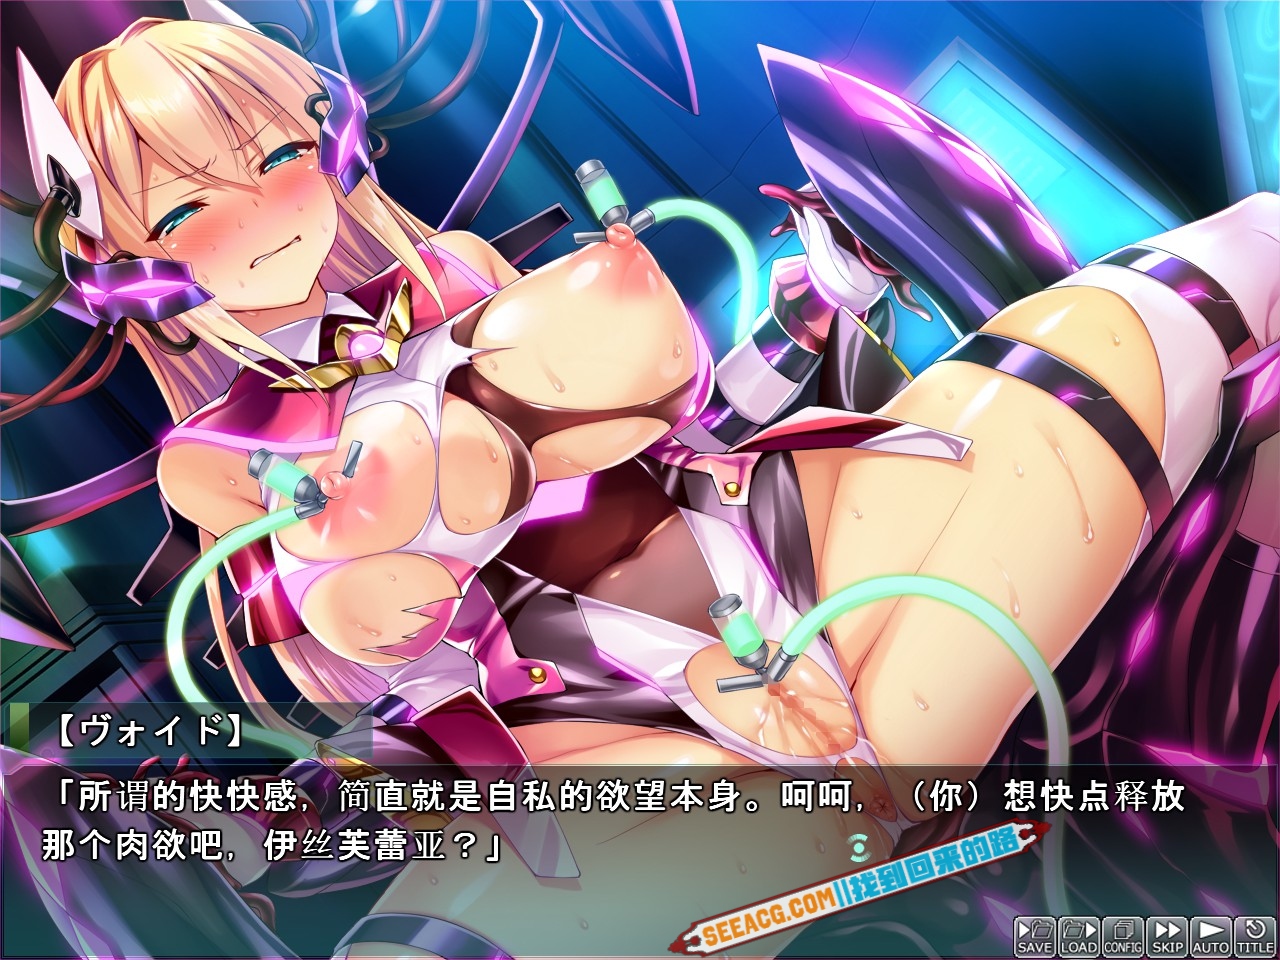 【ヴォイド】
「所谓的快快感，简直就是自私的欲望本身。呵呵，（你）想快点释放
那个肉欲吧，伊丝芙蕾亚？」
SEEACG.COM||找到回来的路
SAVE LOAD CONFIG SKIP AUTO TITLE